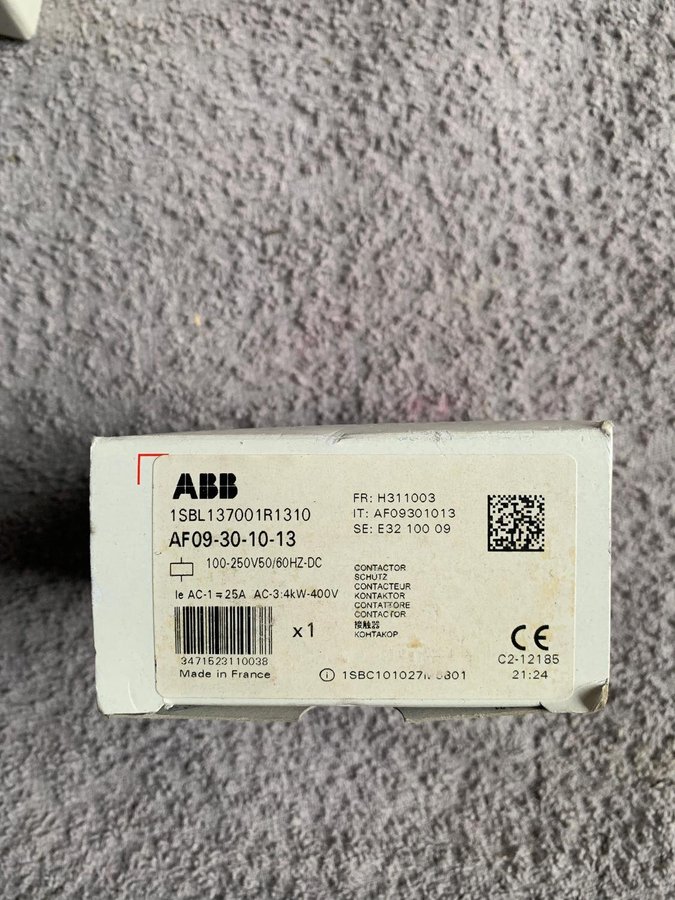 ABB
1SBL137001R1310
AF09-30-10-13
100-250V50/60HZ-DC
Ie AC-1 ≂ 25A AC-3:4kW-400V
3471523110038
Made in France
x 1
FR: H311003
IT: AF09301013
SE: E32 100 09
CONTACTOR
SCHUTZ
CONTACTEUR
KONTAKTOR
CONTATTORE
CONTACTOR
接触器
КОНТАКОР
CE
C2-12185
21:24